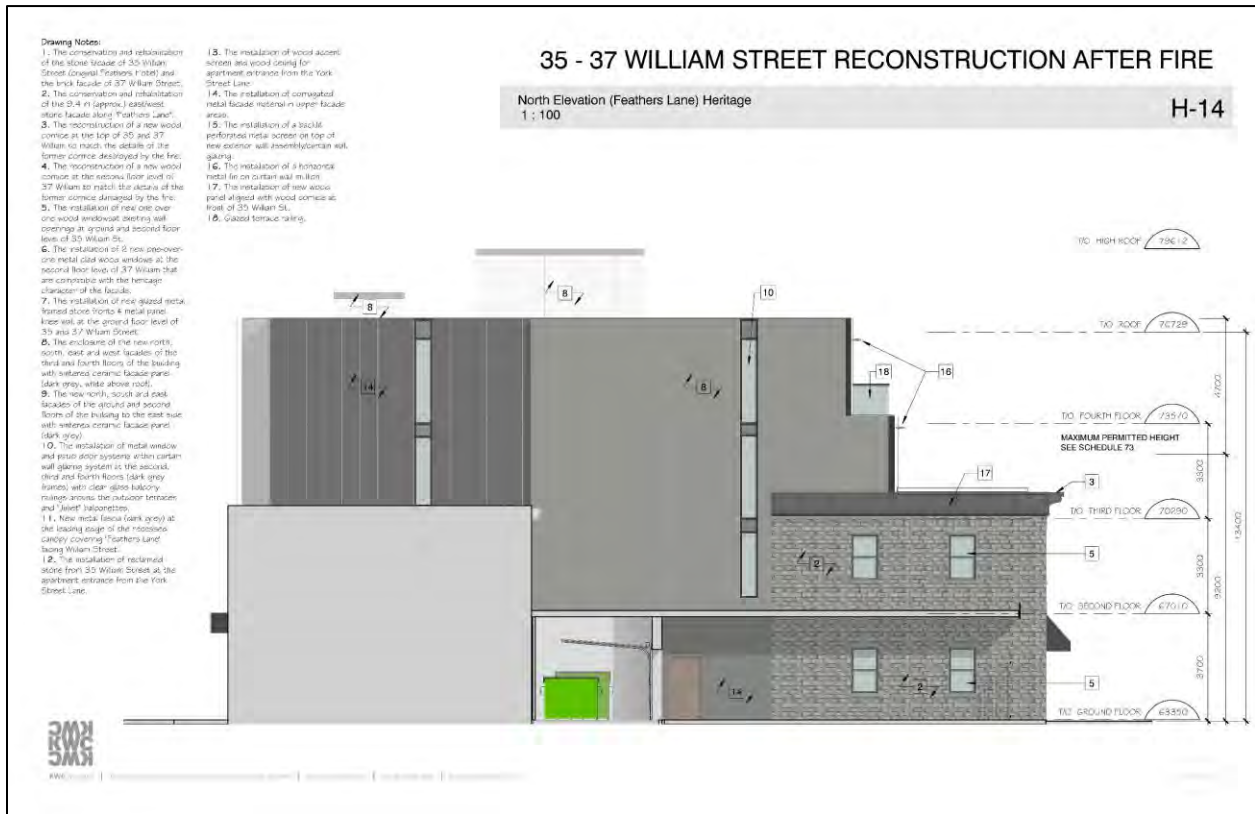 35 - 37 WILLIAM STREET RECONSTRUCTION AFTER FIRE
North Elevation (Feathers Lane) Heritage
1 : 100
H-14
Drawing Notes:
1. The conservation and rehabilitation
of the stone facade of 35 William
Street (original Feathers Hotel) and
the brick facade of 37 William Street.
2. The conservation and rehabilitation
of the 9.4 m (approx.) east/west
stone facade along "Feathers Lane".
3. The reconstruction of a new wood
cornice at the top of 35 and 37
William to match the details of the
former cornice destroyed by the fire.
4. The reconstruction of a new wood
cornice at the second floor level of
37 William to match the details of the
former cornice damaged by the fire.
5. The installation of new one over
one wood windows at existing wall
openings at ground and second floor
level of 35 William St.
6. The installation of 2 new one-over-
one metal clad wood windows at the
second floor level of 37 William that
are compatible with the heritage
character of the facade.
7. The installation of new glazed metal
framed store fronts & metal panel
knee wall at the ground floor level of
35 and 37 William Street.
8. The enclosure of the new north,
south, east and west facades of the
third and fourth floors of the building
with sintered ceramic facade panel
(dark grey, white above roof).
9. The new north, south and east
facades of the ground and second
floors of the building to the east side
with sintered ceramic facade panel
(dark grey)
10. The installation of metal window
and patio door systems within curtain
wall glazing system at the second,
third and fourth floors (dark grey
frames) with clear glass balcony
railings around the outdoor terraces
and "Juliet" balconettes.
11. New metal fascia (dark grey) at
the leading edge of the recessed
canopy covering "Feathers Lane"
facing William Street.
12. The installation of reclaimed
stone from 35 William Street at the
apartment entrance from the York
Street Lane.
13. The installation of wood accent
screen and wood ceiling for
apartment entrance from the York
Street Lane
14. The installation of corrugated
metal facade material in upper facade
areas.
15. The installation of a backlit
perforated metal screen on top of
new exterior wall assembly/curtain wall
glazing.
16. The installation of a horizontal
metal fin on curtain wall mullion.
17. The installation of new wood
panel aligned with wood cornice at
front of 35 William St.
18. Glazed terrace railing.
T/O HIGH ROOF 79612
8
8
10
T/O ROOF 76729
14
8
18
16
4700
T/O FOURTH FLOOR 73570
MAXIMUM PERMITTED HEIGHT
SEE SCHEDULE 73
17
3
3300
T/O THIRD FLOOR 70290
13400
2
5
3300
9200
T/O SECOND FLOOR 67010
14
2
5
3700
T/O GROUND FLOOR 63350
KWC